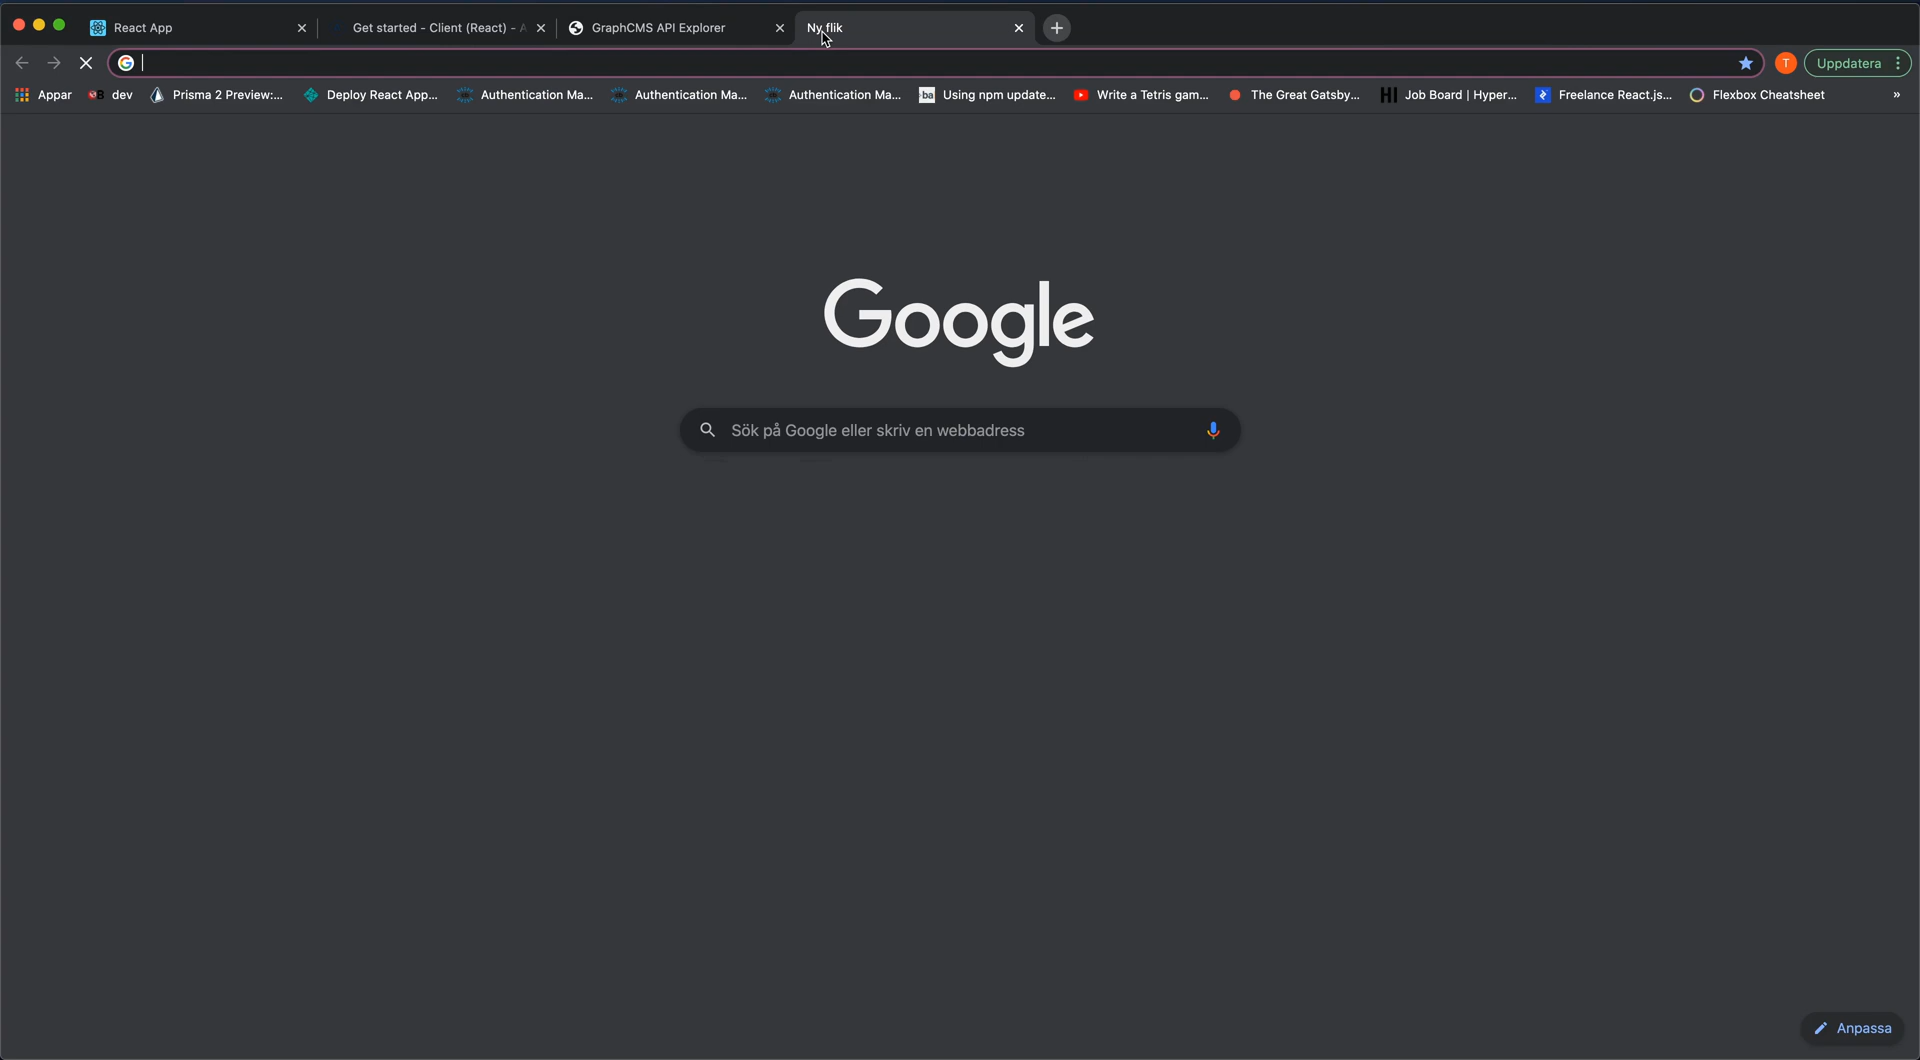 React App
Get started - Client (React) - A
GraphCMS API Explorer
Ny flik
T
Uppdatera
Appar
dev
Prisma 2 Preview:...
Deploy React App...
Authentication Ma...
Authentication Ma...
Authentication Ma...
ba Using npm update...
Write a Tetris gam...
The Great Gatsby...
HI Job Board | Hyper...
Freelance React.js...
Flexbox Cheatsheet
»
Google
Sök på Google eller skriv en webbadress
Anpassa